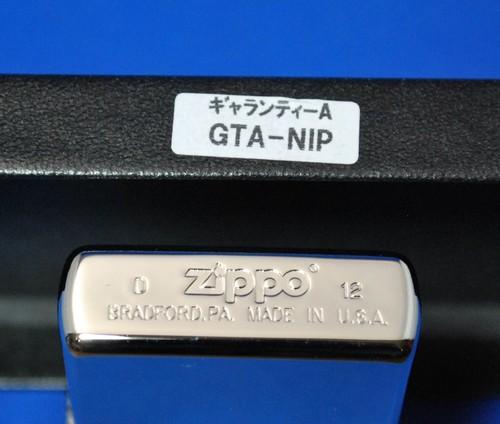 ギャランティーA
GTA-NIP
D zippo® 12
BRADFORD,PA. MADE IN U.S.A.